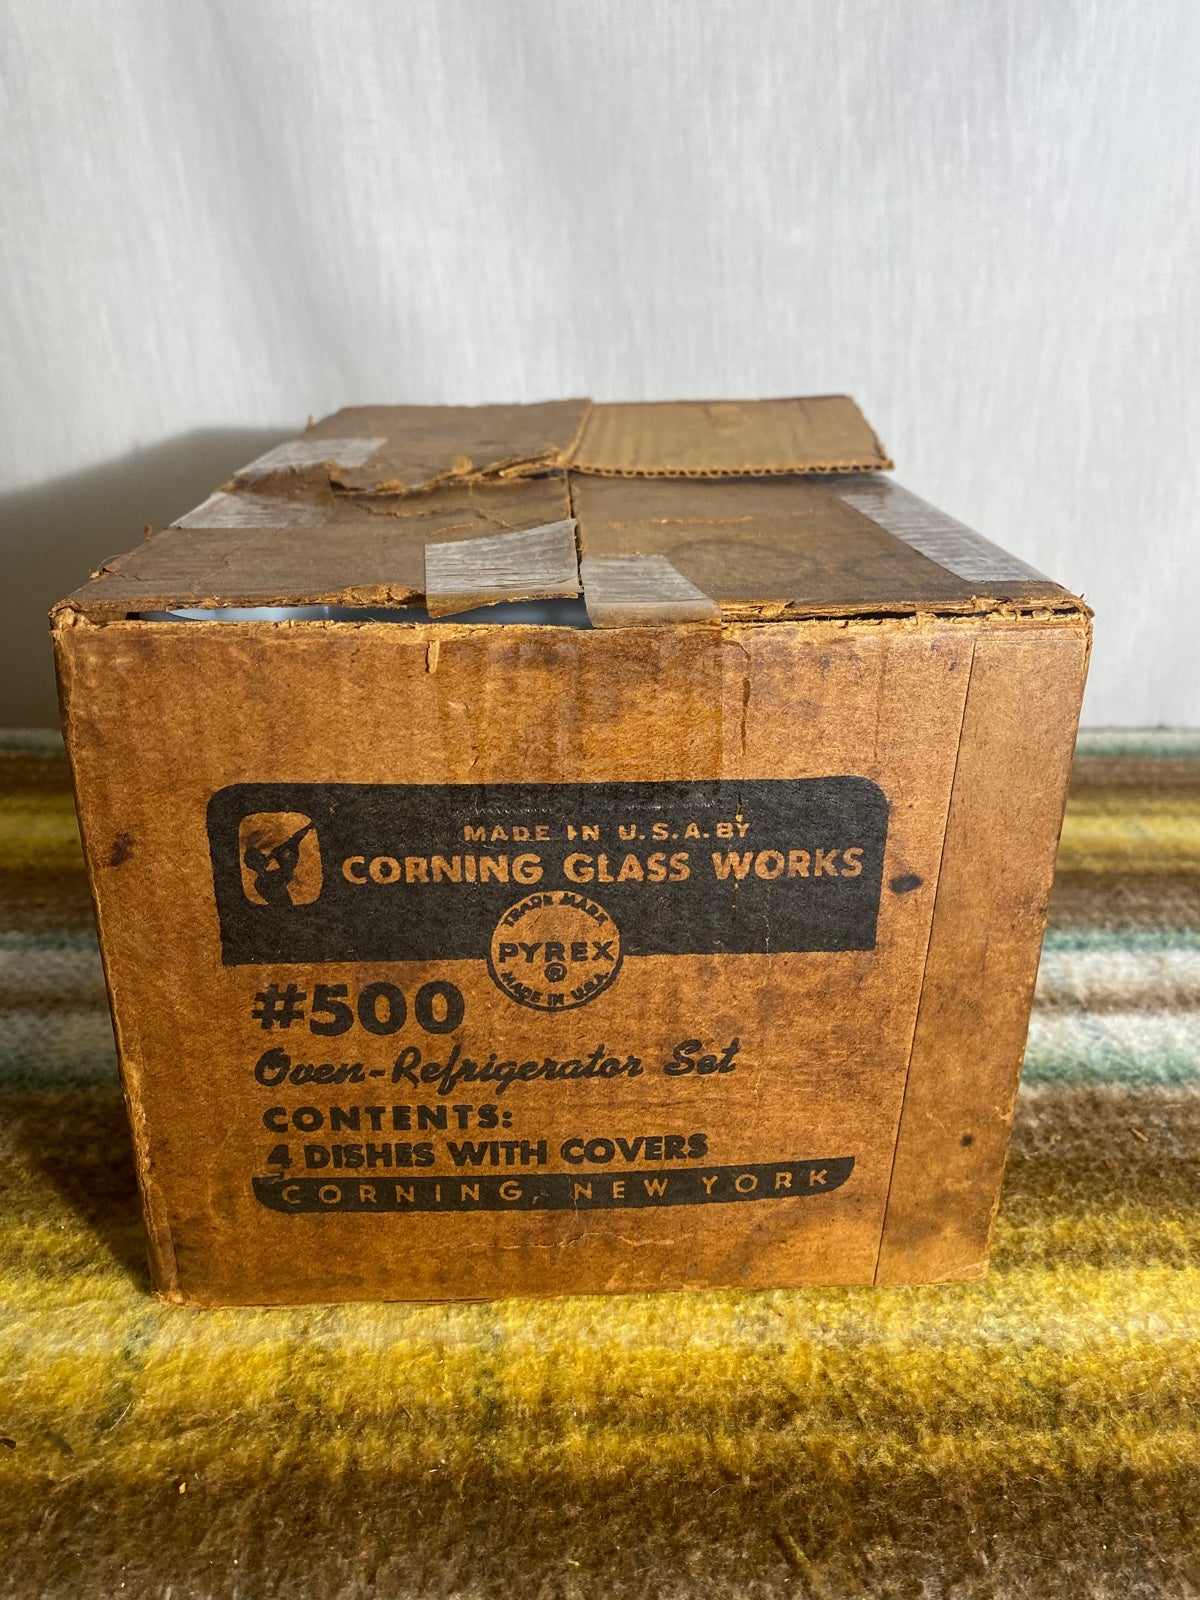 MADE IN U.S.A. BY
CORNING GLASS WORKS
TRADE MARK
PYREX
®
MADE IN U.S.A.
#500
Oven-Refrigerator Set
CONTENTS:
4 DISHES WITH COVERS
CORNING, NEW YORK